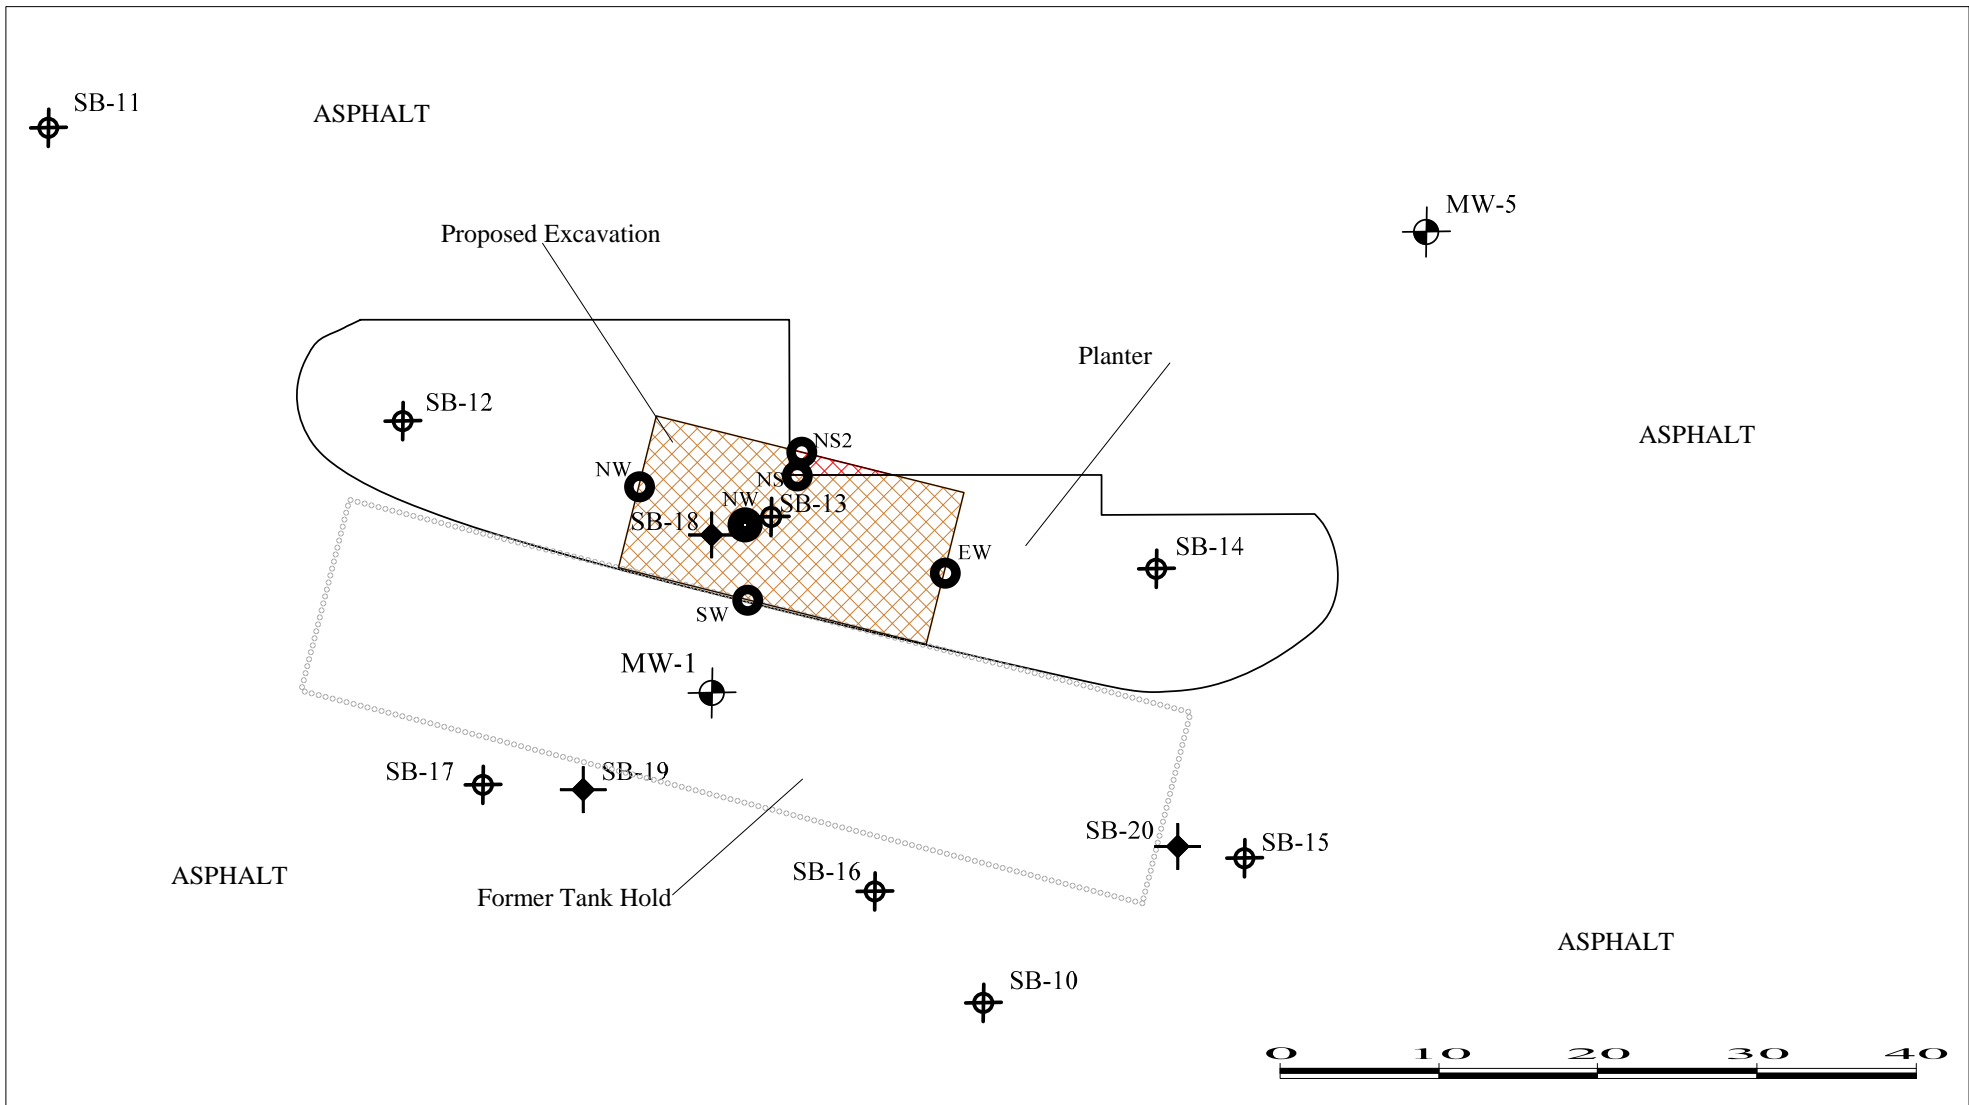 SB-11
ASPHALT
MW-5
Proposed Excavation
Planter
SB-12
ASPHALT
NS2
NW
NS
NW
SB-13
SB-18
EW
SB-14
SW
MW-1
SB-17
SB-19
SB-20
SB-15
ASPHALT
SB-16
Former Tank Hold
ASPHALT
SB-10
0 10 20 30 40